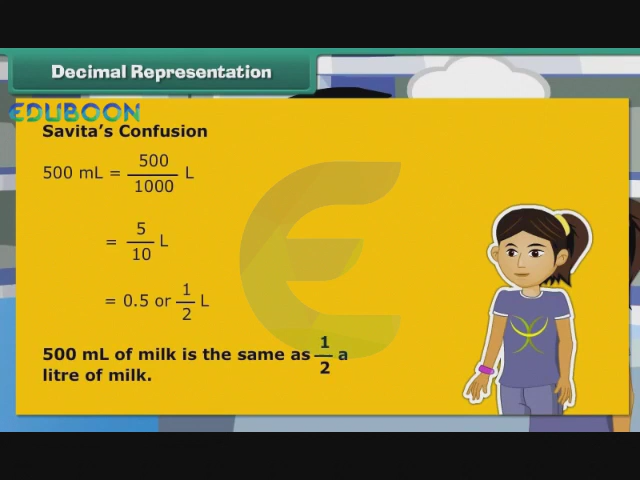 Decimal Representation
EDUBOON
Savita's Confusion
500 mL = 500/1000 L
= 5/10 L
= 0.5 or 1/2 L
500 mL of milk is the same as 1/2 a
litre of milk.